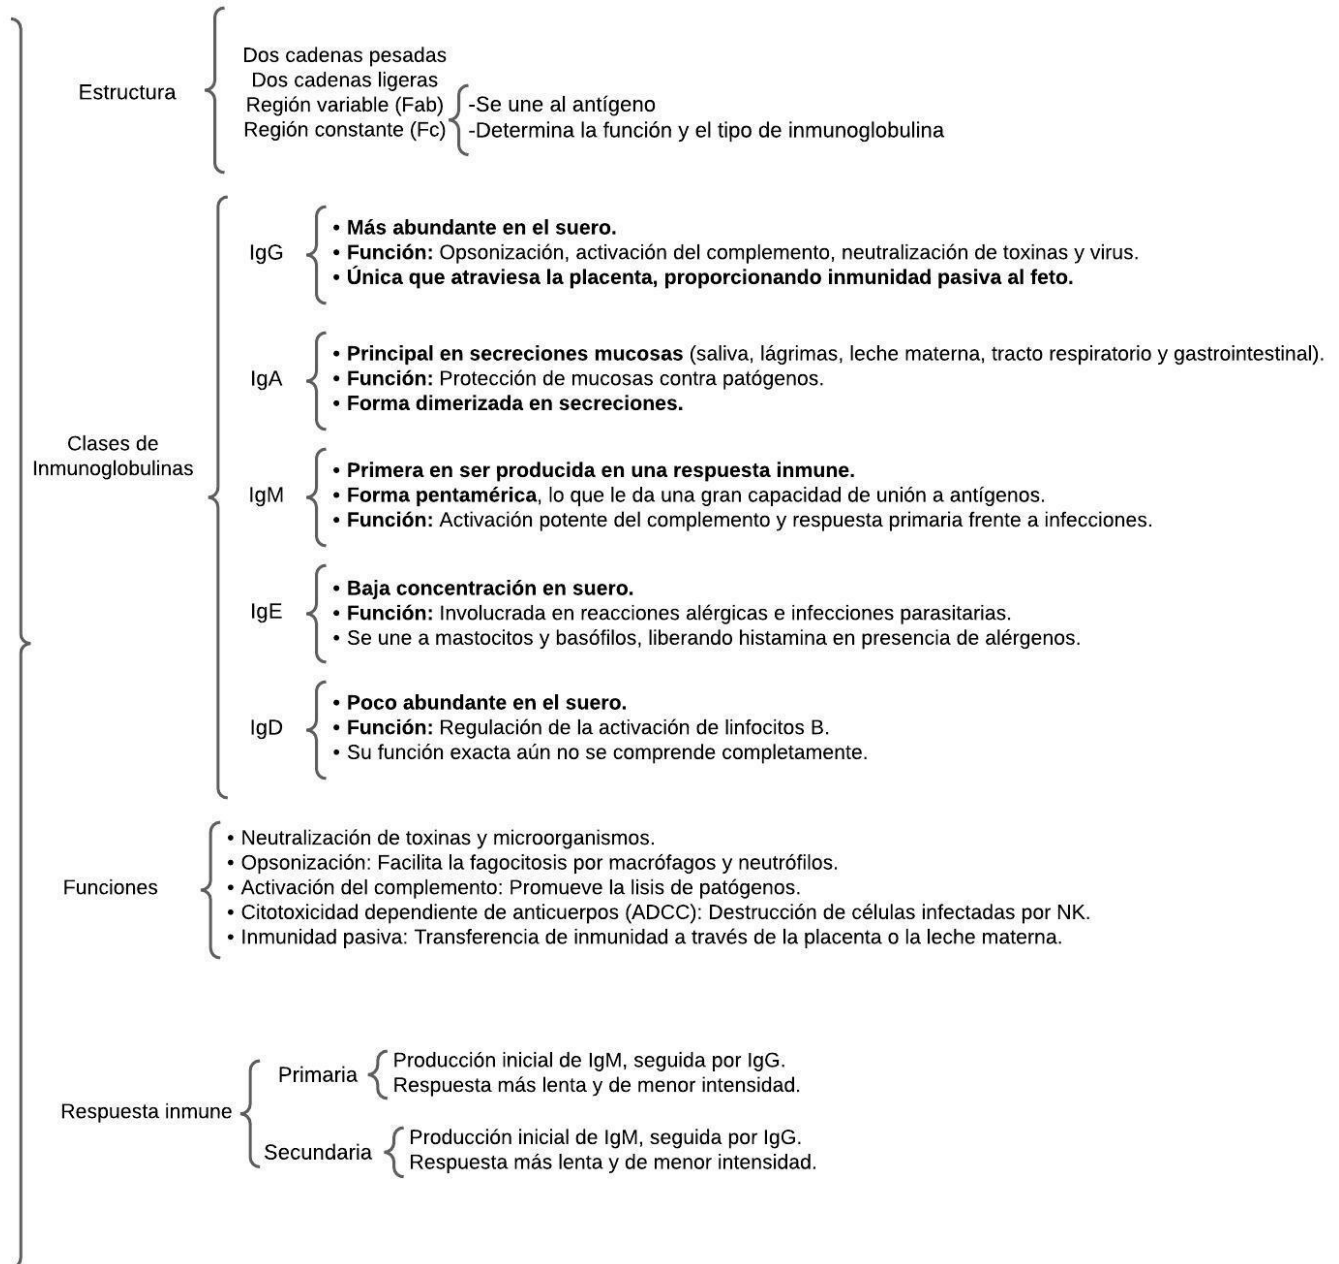 Estructura
Dos cadenas pesadas
Dos cadenas ligeras
Región variable (Fab)
Región constante (Fc)
-Se une al antígeno
-Determina la función y el tipo de inmunoglobulina
Clases de
Inmunoglobulinas
IgG
• Más abundante en el suero.
• Función: Opsonización, activación del complemento, neutralización de toxinas y virus.
• Única que atraviesa la placenta, proporcionando inmunidad pasiva al feto.
IgA
• Principal en secreciones mucosas (saliva, lágrimas, leche materna, tracto respiratorio y gastrointestinal).
• Función: Protección de mucosas contra patógenos.
• Forma dimerizada en secreciones.
IgM
• Primera en ser producida en una respuesta inmune.
• Forma pentamérica, lo que le da una gran capacidad de unión a antígenos.
• Función: Activación potente del complemento y respuesta primaria frente a infecciones.
IgE
• Baja concentración en suero.
• Función: Involucrada en reacciones alérgicas e infecciones parasitarias.
• Se une a mastocitos y basófilos, liberando histamina en presencia de alérgenos.
IgD
• Poco abundante en el suero.
• Función: Regulación de la activación de linfocitos B.
• Su función exacta aún no se comprende completamente.
Funciones
• Neutralización de toxinas y microorganismos.
• Opsonización: Facilita la fagocitosis por macrófagos y neutrófilos.
• Activación del complemento: Promueve la lisis de patógenos.
• Citotoxicidad dependiente de anticuerpos (ADCC): Destrucción de células infectadas por NK.
• Inmunidad pasiva: Transferencia de inmunidad a través de la placenta o la leche materna.
Respuesta inmune
Primaria
Producción inicial de IgM, seguida por IgG.
Respuesta más lenta y de menor intensidad.
Secundaria
Producción inicial de IgM, seguida por IgG.
Respuesta más lenta y de menor intensidad.